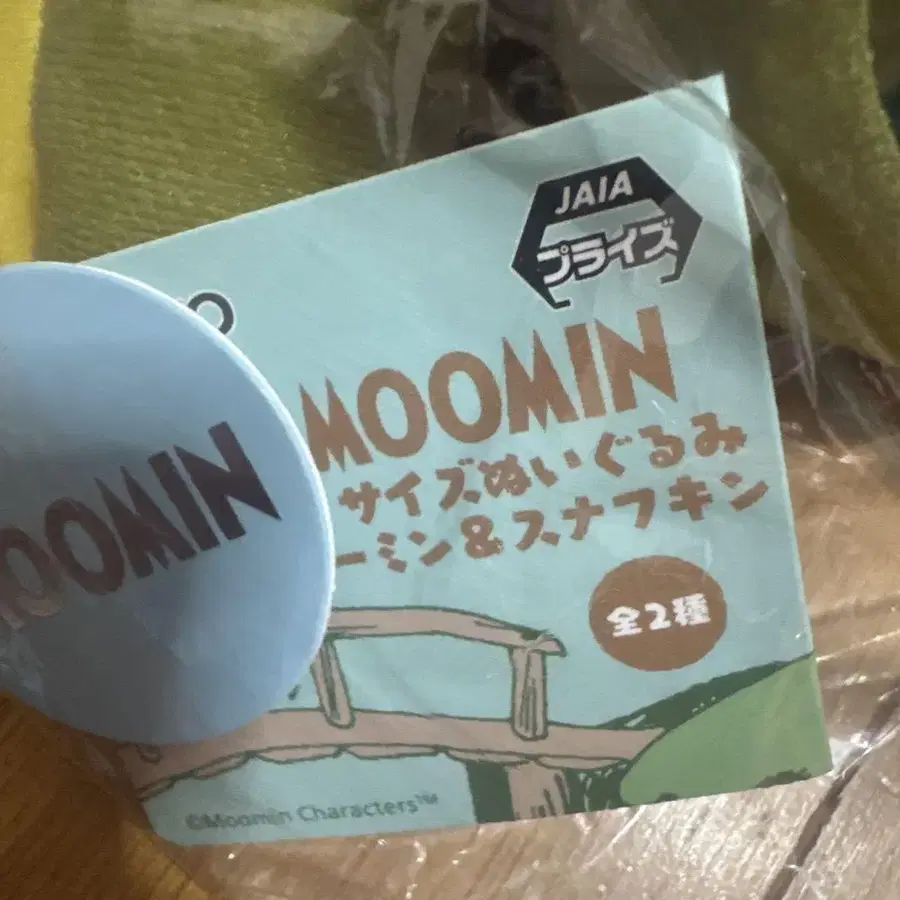 JAIA
プライズ
MOOMIN
サイズぬいぐるみ
ーミン&スナフキン
全2種
©Moomin Characters™
OOMIN